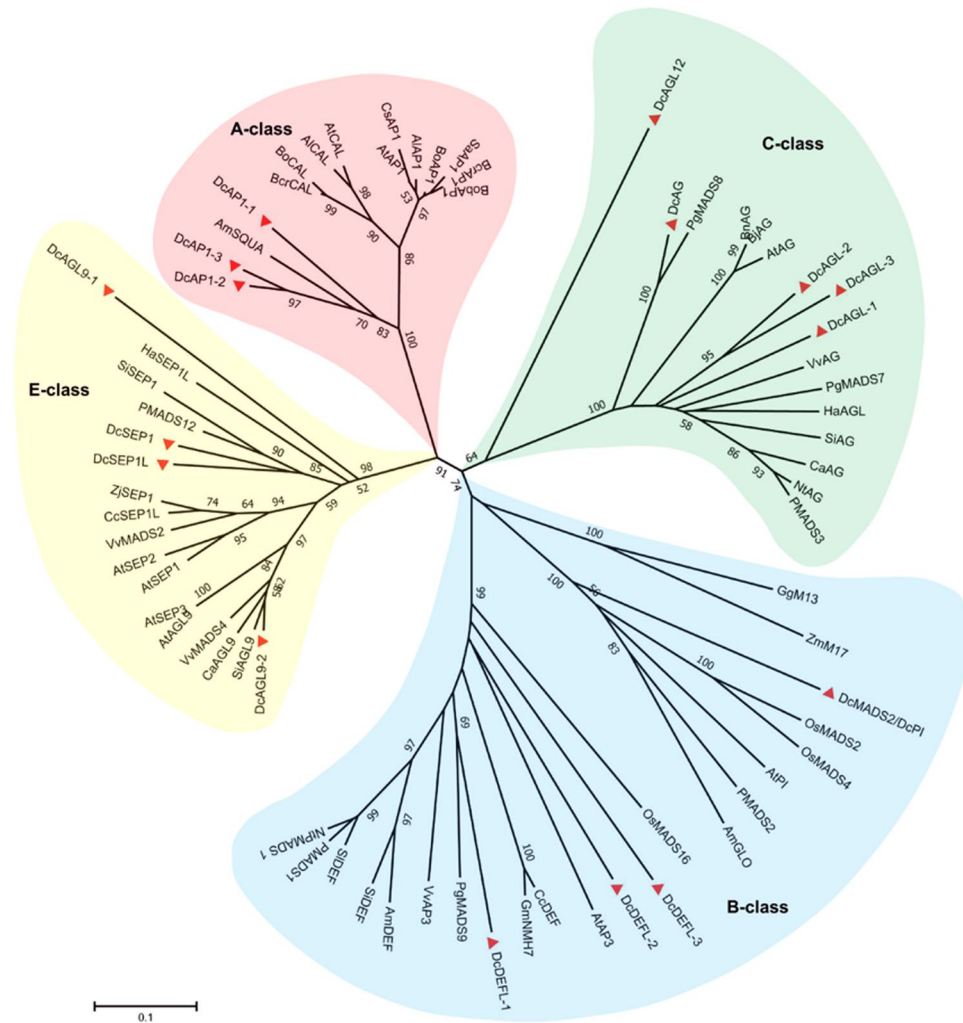 A-class
CsAP1
AtCAL
AlCAL
BoCAL
BcrCAL
AtAP1
AlAP1
BoAP1
SaAP1
BcrAP1
BobAP1
DcAP1-1
AmSQUA
DcAP1-3
DcAP1-2
98
99
90
53
97
86
97
70
83
100
C-class
DcAGL12
DcAG
PgMADS8
BnAG
BjAG
AtAG
DcAGL-2
DcAGL-3
DcAGL-1
VvAG
PgMADS7
HaAGL
SiAG
CaAG
NtAG
PMADS3
100
99
100
95
100
58
86
93
E-class
DcAGL9-1
HaSEP1L
SiSEP1
PMADS12
DcSEP1
DcSEP1L
ZjSEP1
CcSEP1L
VvMADS2
AtSEP2
AtSEP1
AtSEP3
AtAGL9
VvMADS4
CaAGL9
SiAGL9
DcAGL9-2
90
85
98
52
74
64
94
59
95
97
84
100
62
91
64
74
B-class
100
GgM13
ZmM17
100
56
DcMADS2/DcPI
83
100
OsMADS2
OsMADS4
AtPI
PMADS2
AmGLO
99
OsMADS16
DcDEFL-3
DcDEFL-2
AtAP3
100
CcDEF
GmNMH7
69
DcDEFL-1
PgMADS9
VvAP3
97
97
AmDEF
SiDEF
99
SlDEF
PMADS1
NtPMADS 1
0.1